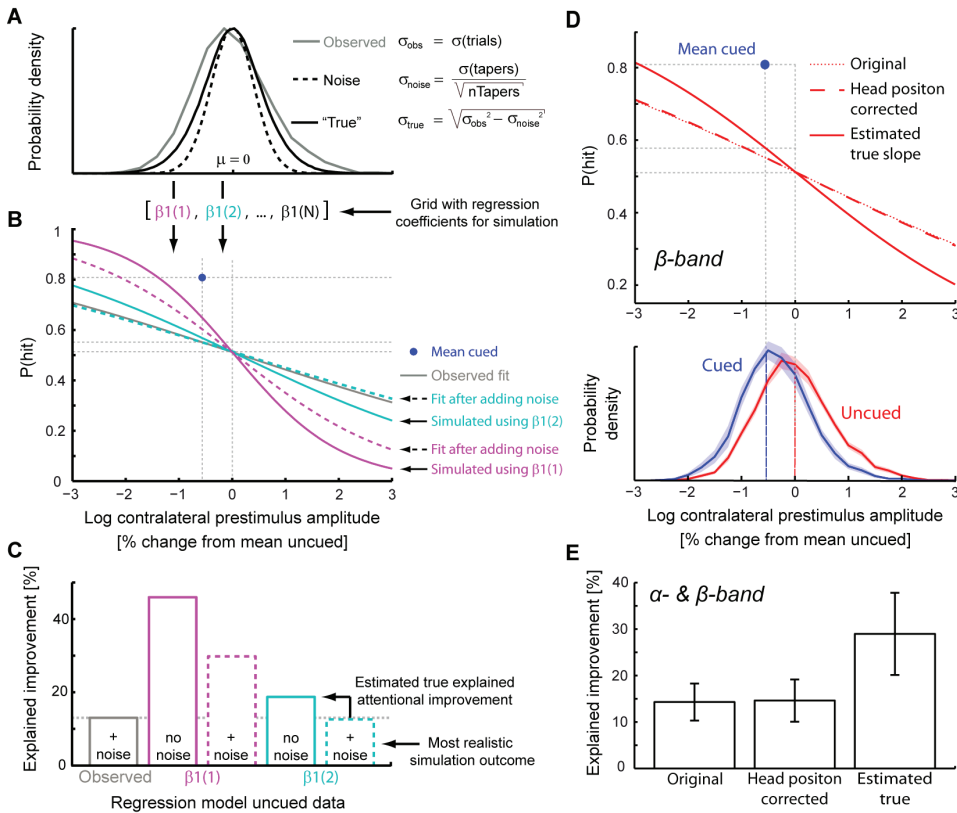 A
Probability density
Observed
σobs = σ(trials)
Noise
σnoise = σ(tapers) / √nTapers
"True"
σtrue = √σobs² − σnoise²
μ = 0
[ β1(1), β1(2) , ..., β1(N) ]
Grid with regression
coefficients for simulation
B
P(hit)
1
0.8
0.6
0.4
0.2
0
−3 −2 −1 0 1 2 3
Mean cued
Observed fit
Fit after adding noise
Simulated using β1(2)
Fit after adding noise
Simulated using β1(1)
Log contralateral prestimulus amplitude
[% change from mean uncued]
C
Explained improvement [%]
40
20
0
+ noise
no noise
+ noise
no noise
+ noise
Observed β1(1) β1(2)
Regression model uncued data
Estimated true explained
attentional improvement
Most realistic
simulation outcome
D
P(hit)
0.8
0.6
0.4
0.2
Mean cued
Original
Head positon
corrected
Estimated
true slope
β-band
−3 −2 −1 0 1 2 3
Probability
density
Cued
Uncued
−3 −2 −1 0 1 2 3
Log contralateral prestimulus amplitude
[% change from mean uncued]
E
Explained improvement [%]
40
30
20
10
0
α- & β-band
Original
Head positon
corrected
Estimated
true